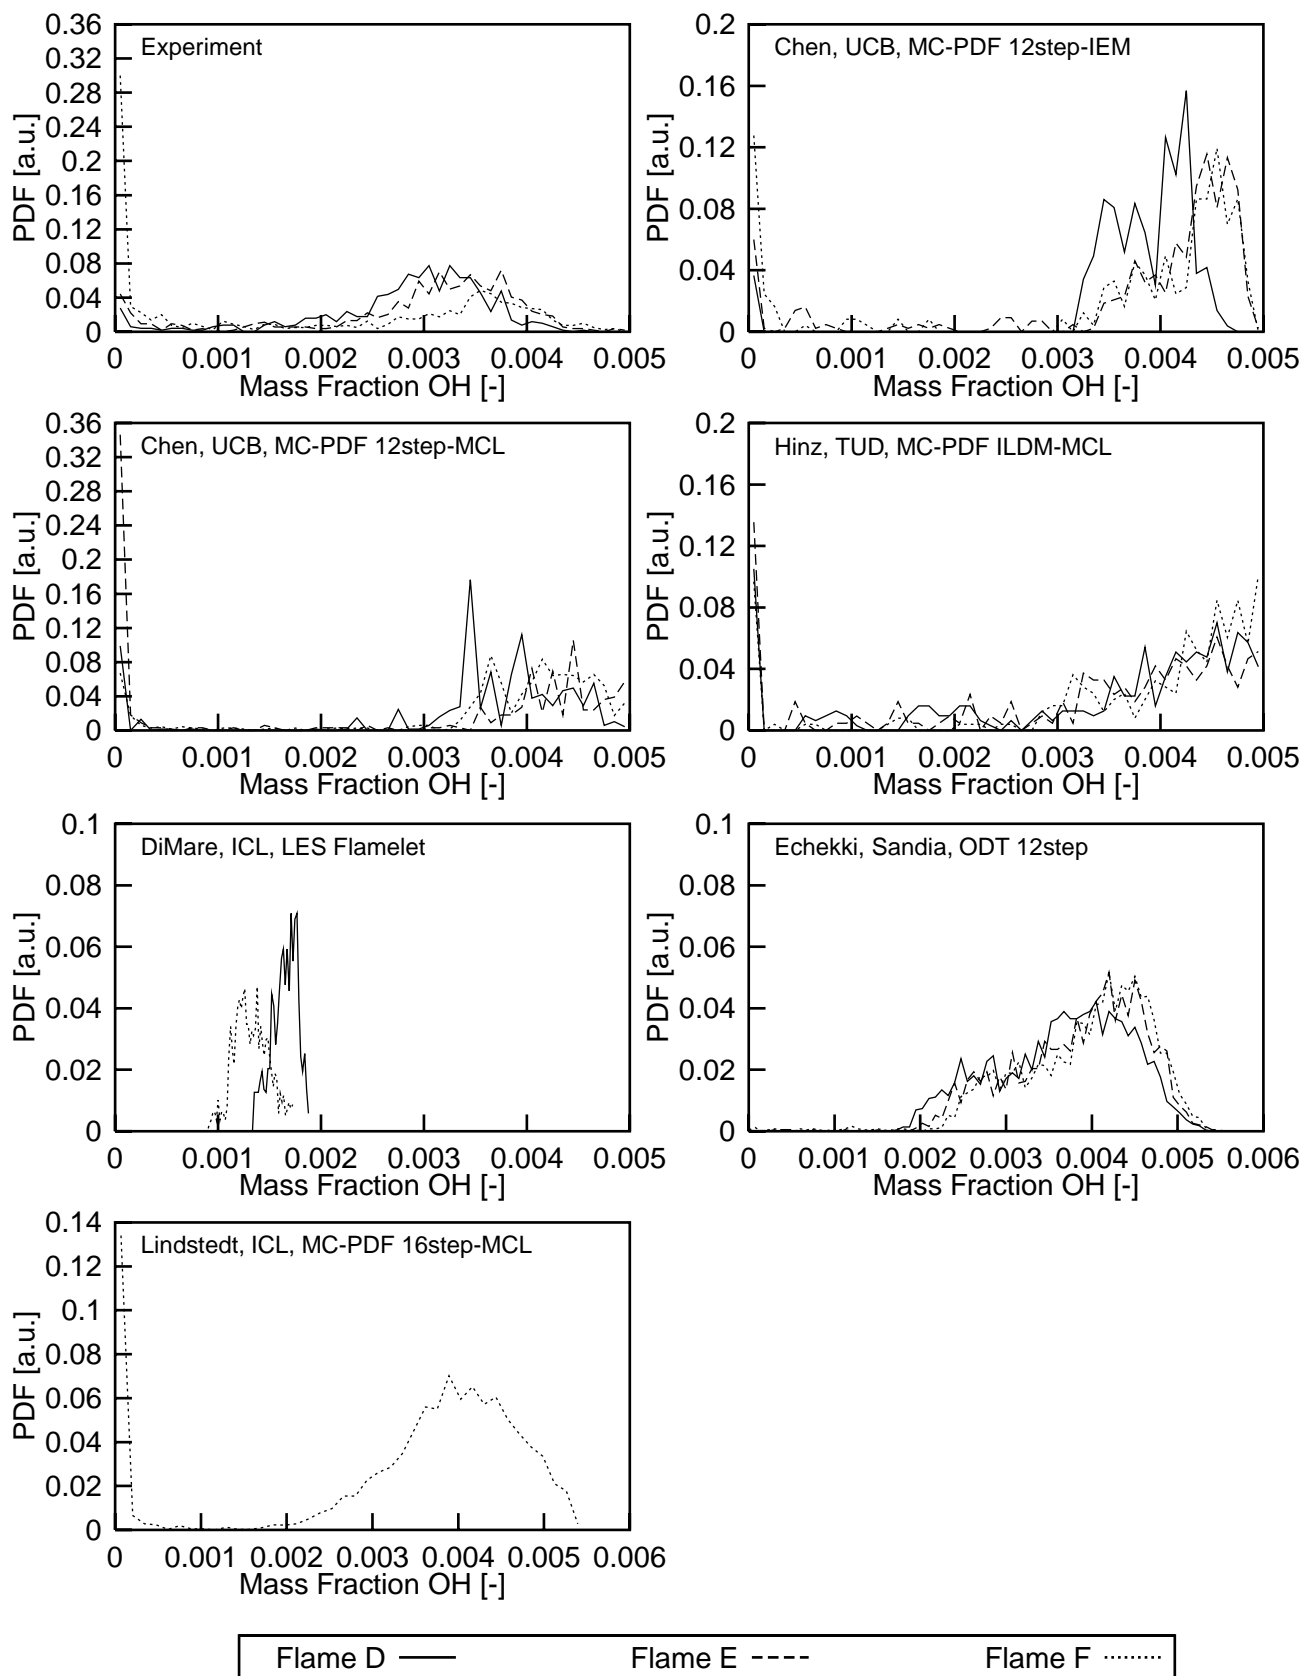 Experiment
PDF [a.u.]
0.36
0.32
0.28
0.24
0.2
0.16
0.12
0.08
0.04
0
0 0.001 0.002 0.003 0.004 0.005
Mass Fraction OH [-]
Chen, UCB, MC-PDF 12step-IEM
PDF [a.u.]
0.2
0.16
0.12
0.08
0.04
0
0 0.001 0.002 0.003 0.004 0.005
Mass Fraction OH [-]
Chen, UCB, MC-PDF 12step-MCL
PDF [a.u.]
0.36
0.32
0.28
0.24
0.2
0.16
0.12
0.08
0.04
0
0 0.001 0.002 0.003 0.004 0.005
Mass Fraction OH [-]
Hinz, TUD, MC-PDF ILDM-MCL
PDF [a.u.]
0.2
0.16
0.12
0.08
0.04
0
0 0.001 0.002 0.003 0.004 0.005
Mass Fraction OH [-]
DiMare, ICL, LES Flamelet
PDF [a.u.]
0.1
0.08
0.06
0.04
0.02
0
0 0.001 0.002 0.003 0.004 0.005
Mass Fraction OH [-]
Echekki, Sandia, ODT 12step
PDF [a.u.]
0.1
0.08
0.06
0.04
0.02
0
0 0.001 0.002 0.003 0.004 0.005 0.006
Mass Fraction OH [-]
Lindstedt, ICL, MC-PDF 16step-MCL
PDF [a.u.]
0.14
0.12
0.1
0.08
0.06
0.04
0.02
0
0 0.001 0.002 0.003 0.004 0.005 0.006
Mass Fraction OH [-]
Flame D Flame E Flame F